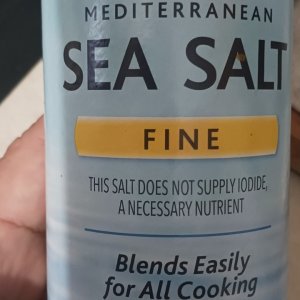 MEDITERRANEAN
SEA SALT
FINE
THIS SALT DOES NOT SUPPLY IODIDE,
A NECESSARY NUTRIENT
Blends Easily
for All Cooking